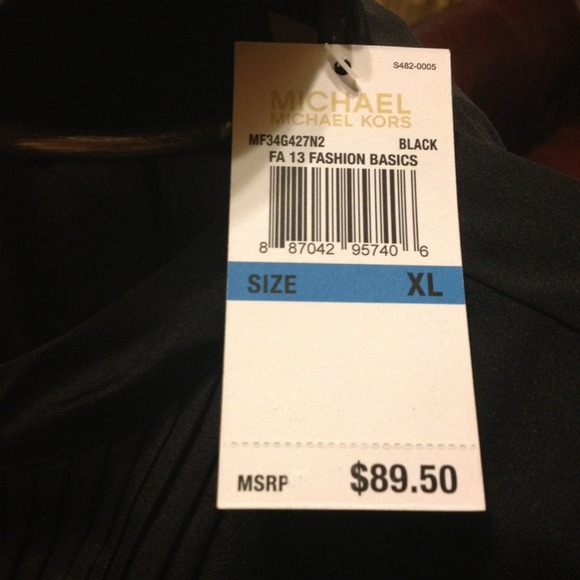 S482-0005
MICHAEL
MICHAEL KORS
MF34G427N2 BLACK
FA 13 FASHION BASICS
8 87042 95740 6
SIZE XL
MSRP $89.50